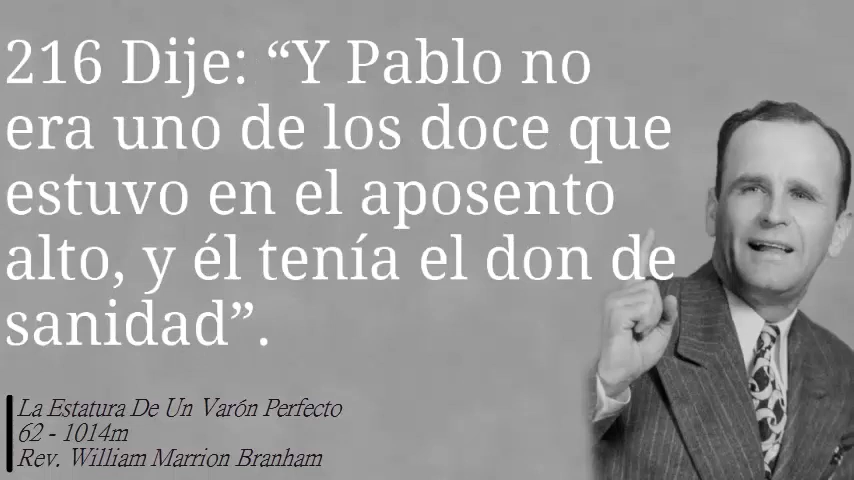 216 Dije: “Y Pablo no
era uno de los doce que
estuvo en el aposento
alto, y él tenía el don de
sanidad”.
La Estatura De Un Varón Perfecto
62 - 1014m
Rev. William Marrion Branham